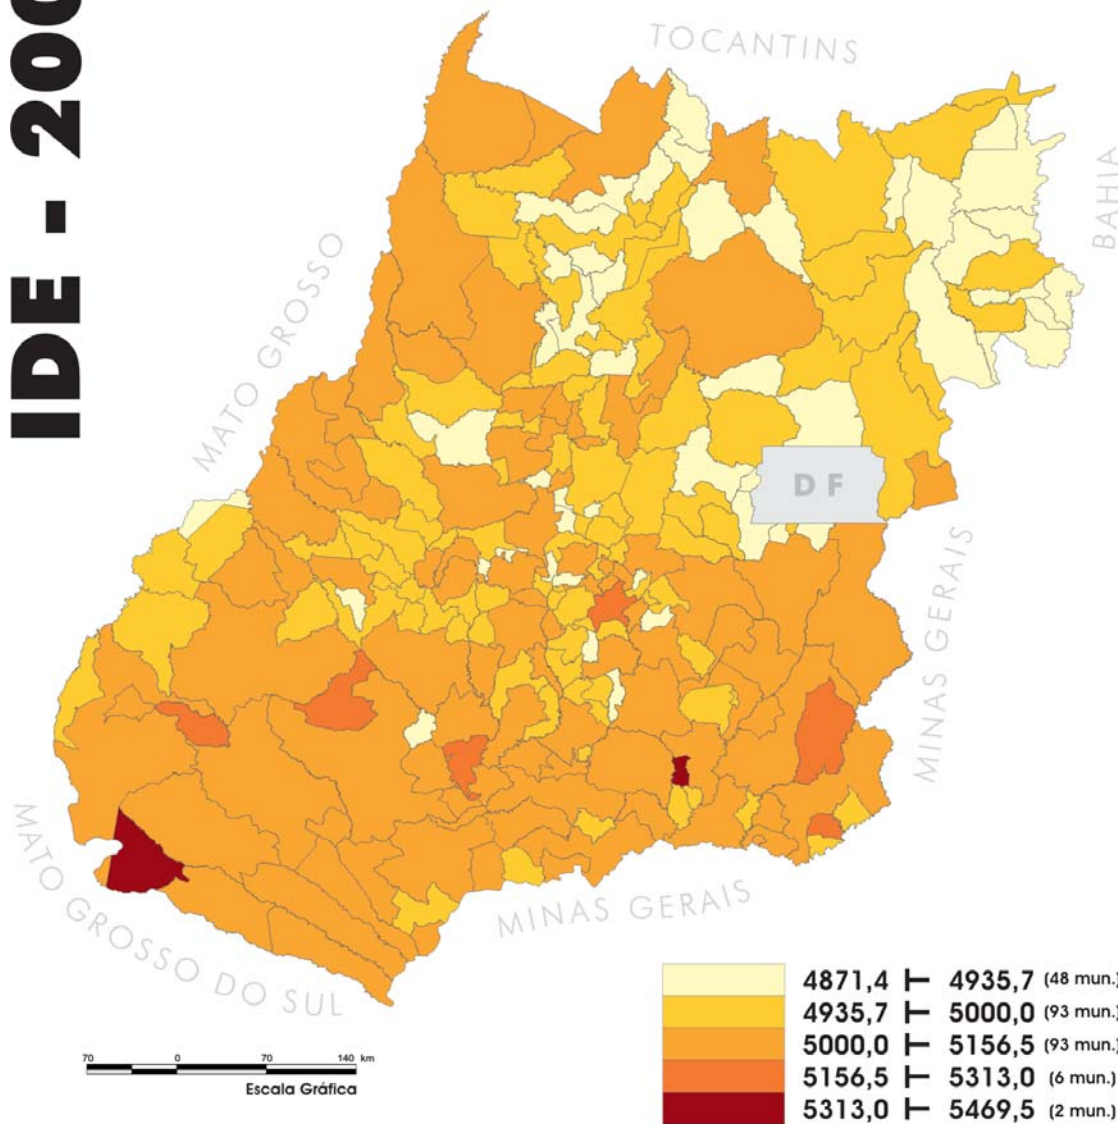 IDE - 200
TOCANTINS
BAHIA
MATO GROSSO
D F
MINAS GERAIS
MINAS GERAIS
MATO GROSSO DO SUL
70 0 70 140 km
Escala Gráfica
4871,4 ⊢ 4935,7 (48 mun.)
4935,7 ⊢ 5000,0 (93 mun.)
5000,0 ⊢ 5156,5 (93 mun.)
5156,5 ⊢ 5313,0 (6 mun.)
5313,0 ⊢ 5469,5 (2 mun.)